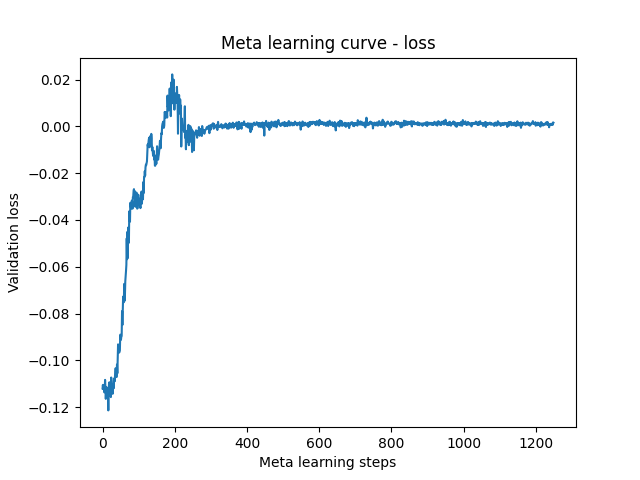 Meta learning curve - loss
Validation loss
0.02
0.00
−0.02
−0.04
−0.06
−0.08
−0.10
−0.12
0 200 400 600 800 1000 1200
Meta learning steps